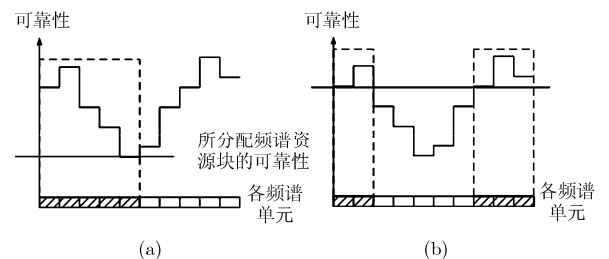 可靠性
可靠性
所分配频谱资
源块的可靠性
各频谱
单元
各频谱
单元
(a)
(b)